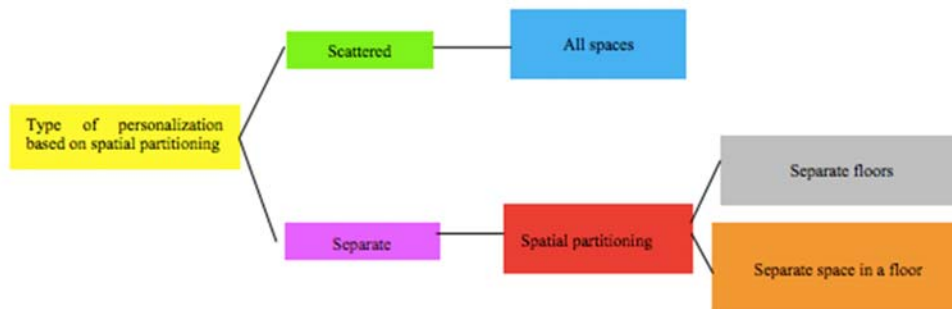 Scattered
All spaces
Type of personalization
based on spatial partitioning
Separate floors
Separate
Spatial partitioning
Separate space in a floor